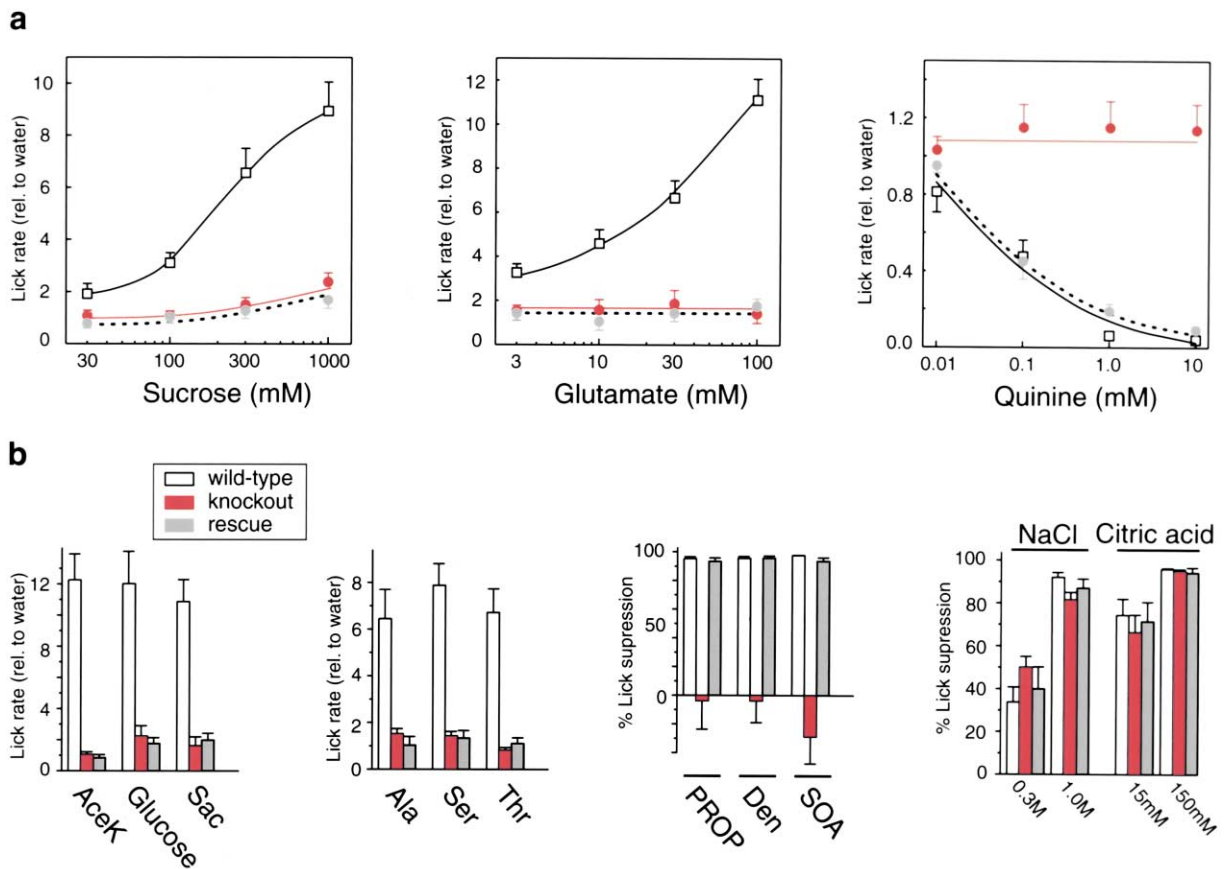 a
Lick rate (rel. to water)
10
8
6
4
2
0
30
100
300
1000
Sucrose (mM)
Lick rate (rel. to water)
12
10
8
6
4
2
0
3
10
30
100
Glutamate (mM)
Lick rate (rel. to water)
1.2
0.8
0.4
0.0
0.01
0.1
1.0
10
Quinine (mM)
b
wild-type
knockout
rescue
Lick rate (rel. to water)
12
8
4
0
AceK
Glucose
Sac
Lick rate (rel. to water)
8
6
4
2
0
Ala
Ser
Thr
% Lick supression
100
50
0
PROP
Den
SOA
NaCl
Citric acid
% Lick supression
100
80
60
40
20
0
0.3M
1.0M
15mM
150mM